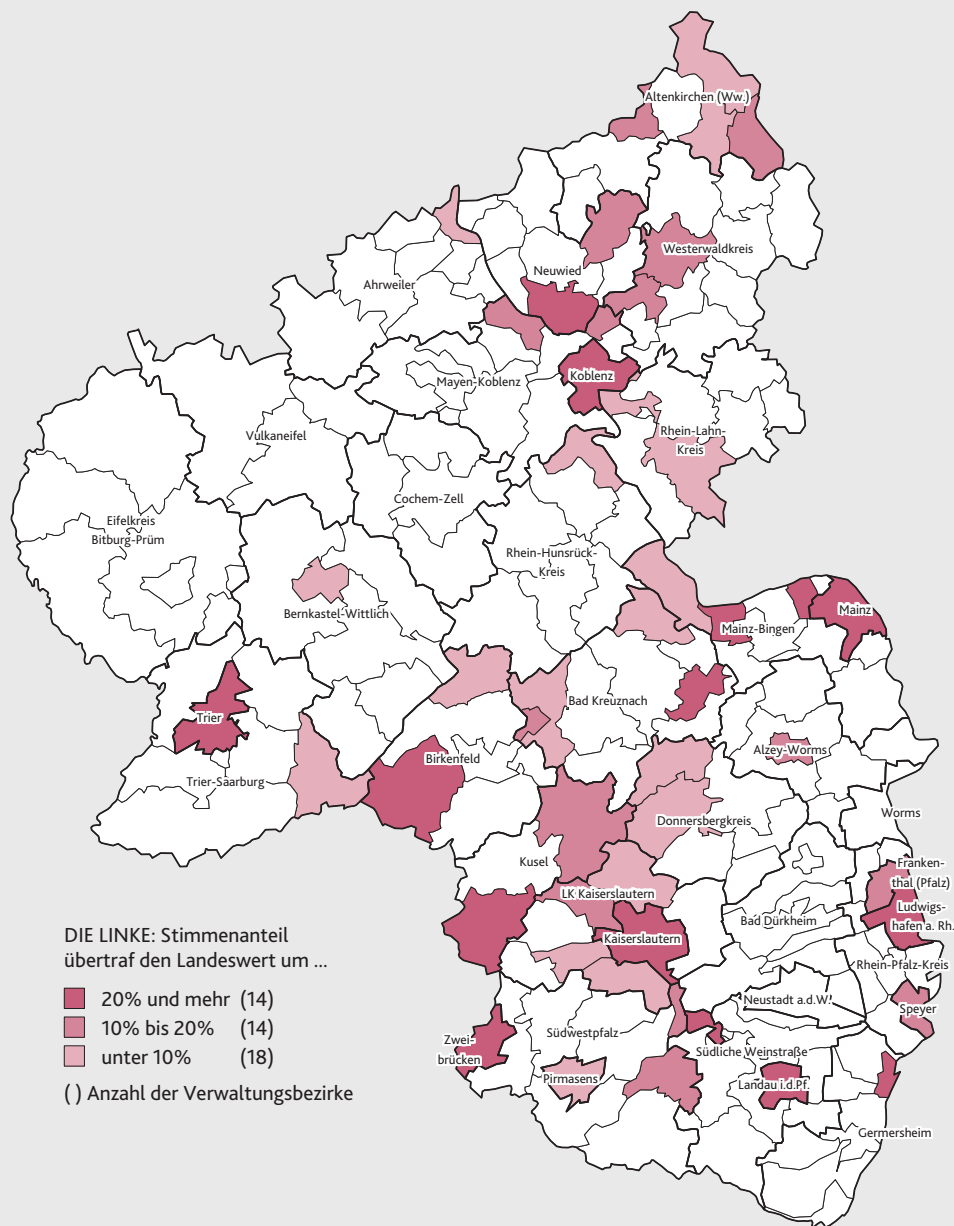 Altenkirchen (Ww.)
Westerwaldkreis
Neuwied
Ahrweiler
Koblenz
Mayen-Koblenz
Rhein-Lahn-
Kreis
Vulkaneifel
Cochem-Zell
Eifelkreis
Bitburg-Prüm
Rhein-Hunsrück-
Kreis
Bernkastel-Wittlich
Mainz
Mainz-Bingen
Bad Kreuznach
Trier
Alzey-Worms
Birkenfeld
Trier-Saarburg
Worms
Donnersbergkreis
Kusel
Franken-
thal (Pfalz)
LK Kaiserslautern
Ludwigs-
hafen a. Rh.
Bad Dürkheim
Kaiserslautern
Rhein-Pfalz-Kreis
Neustadt a.d.W.
Speyer
Südwestpfalz
Zwei-
brücken
Südliche Weinstraße
Pirmasens
Landau i.d.Pf.
Germersheim
DIE LINKE: Stimmenanteil
übertraf den Landeswert um ...
20% und mehr (14)
10% bis 20% (14)
unter 10% (18)
( ) Anzahl der Verwaltungsbezirke